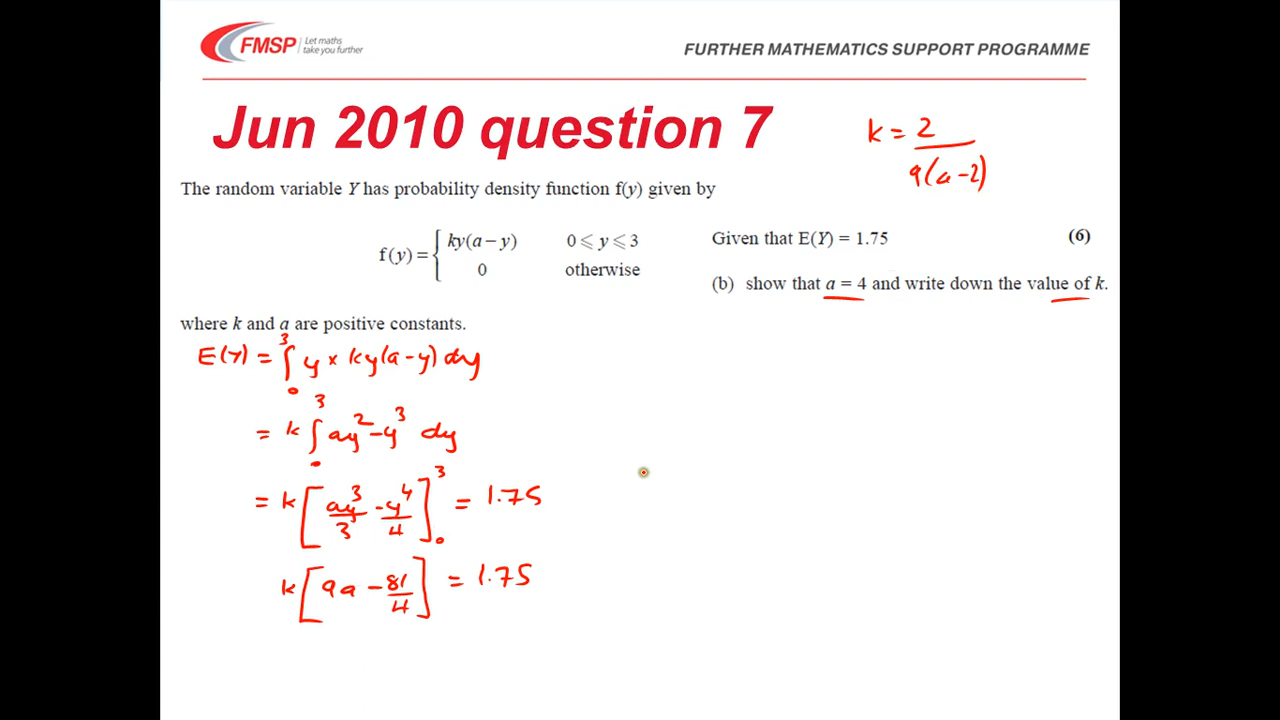 FMSP Let maths take you further
FURTHER MATHEMATICS SUPPORT PROGRAMME
Jun 2010 question 7
k = 2/(9(a-2))
The random variable Y has probability density function f(y) given by
f(y) = { ky(a − y) 0 ⩽ y ⩽ 3
0 otherwise
where k and a are positive constants.
Given that E(Y) = 1.75 (6)
(b) show that a = 4 and write down the value of k.
E(Y) = ∫₀³ y × ky(a - y) dy
= k ∫₀³ ay² - y³ dy
= k [ay³/3 - y⁴/4]₀³ = 1.75
k [9a - 81/4] = 1.75